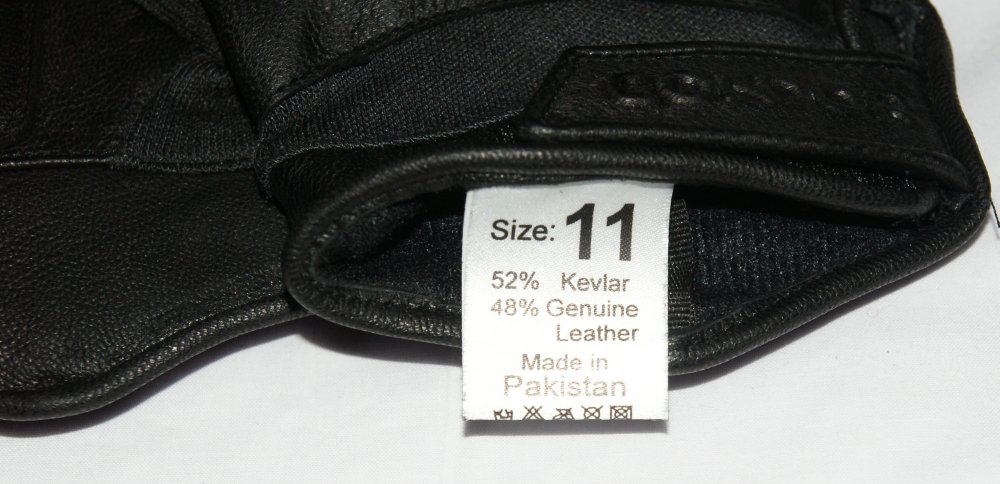 Size: 11
52% Kevlar
48% Genuine
Leather
Made in
Pakistan